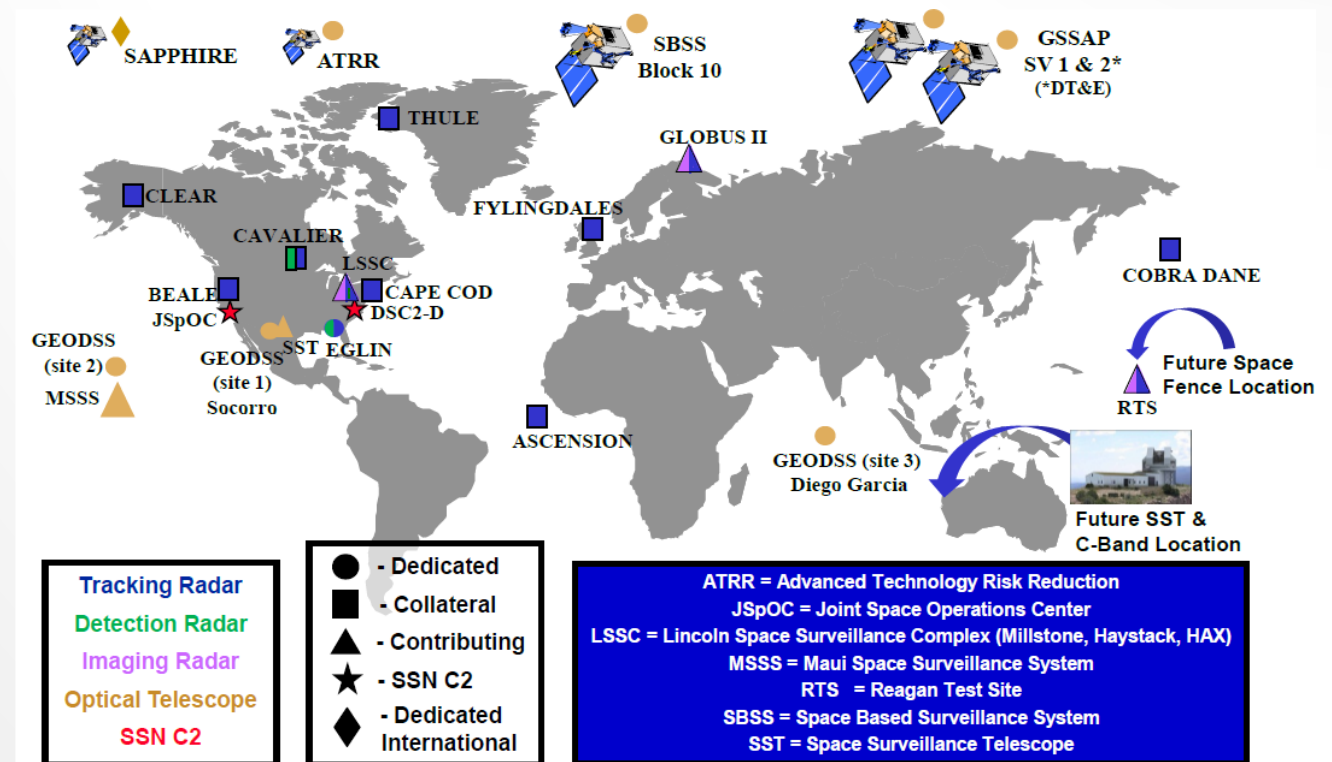 SAPPHIRE
ATRR
SBSS
Block 10
GSSAP
SV 1 & 2*
(*DT&E)
THULE
GLOBUS II
CLEAR
FYLINGDALES
CAVALIER
LSSC
COBRA DANE
BEALE
CAPE COD
JSpOC
DSC2-D
GEODSS
(site 2)
MSSS
SST
EGLIN
GEODSS
(site 1)
Socorro
Future Space
Fence Location
RTS
ASCENSION
GEODSS (site 3)
Diego Garcia
Future SST &
C-Band Location
Tracking Radar
Detection Radar
Imaging Radar
Optical Telescope
SSN C2
- Dedicated
- Collateral
- Contributing
- SSN C2
- Dedicated
International
ATRR = Advanced Technology Risk Reduction
JSpOC = Joint Space Operations Center
LSSC = Lincoln Space Surveillance Complex (Millstone, Haystack, HAX)
MSSS = Maui Space Surveillance System
RTS = Reagan Test Site
SBSS = Space Based Surveillance System
SST = Space Surveillance Telescope